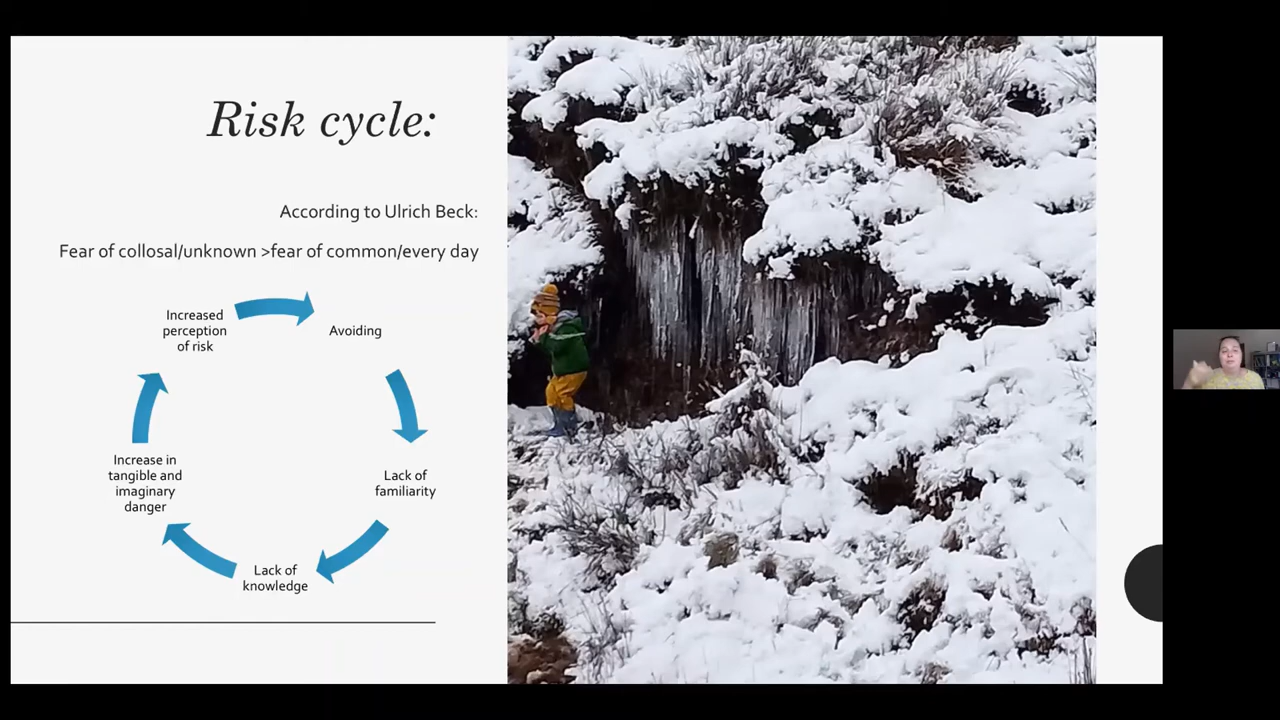 Risk cycle:
According to Ulrich Beck:
Fear of collosal/unknown >fear of common/every day
Increased
perception
of risk
Avoiding
Lack of
familiarity
Lack of
knowledge
Increase in
tangible and
imaginary
danger